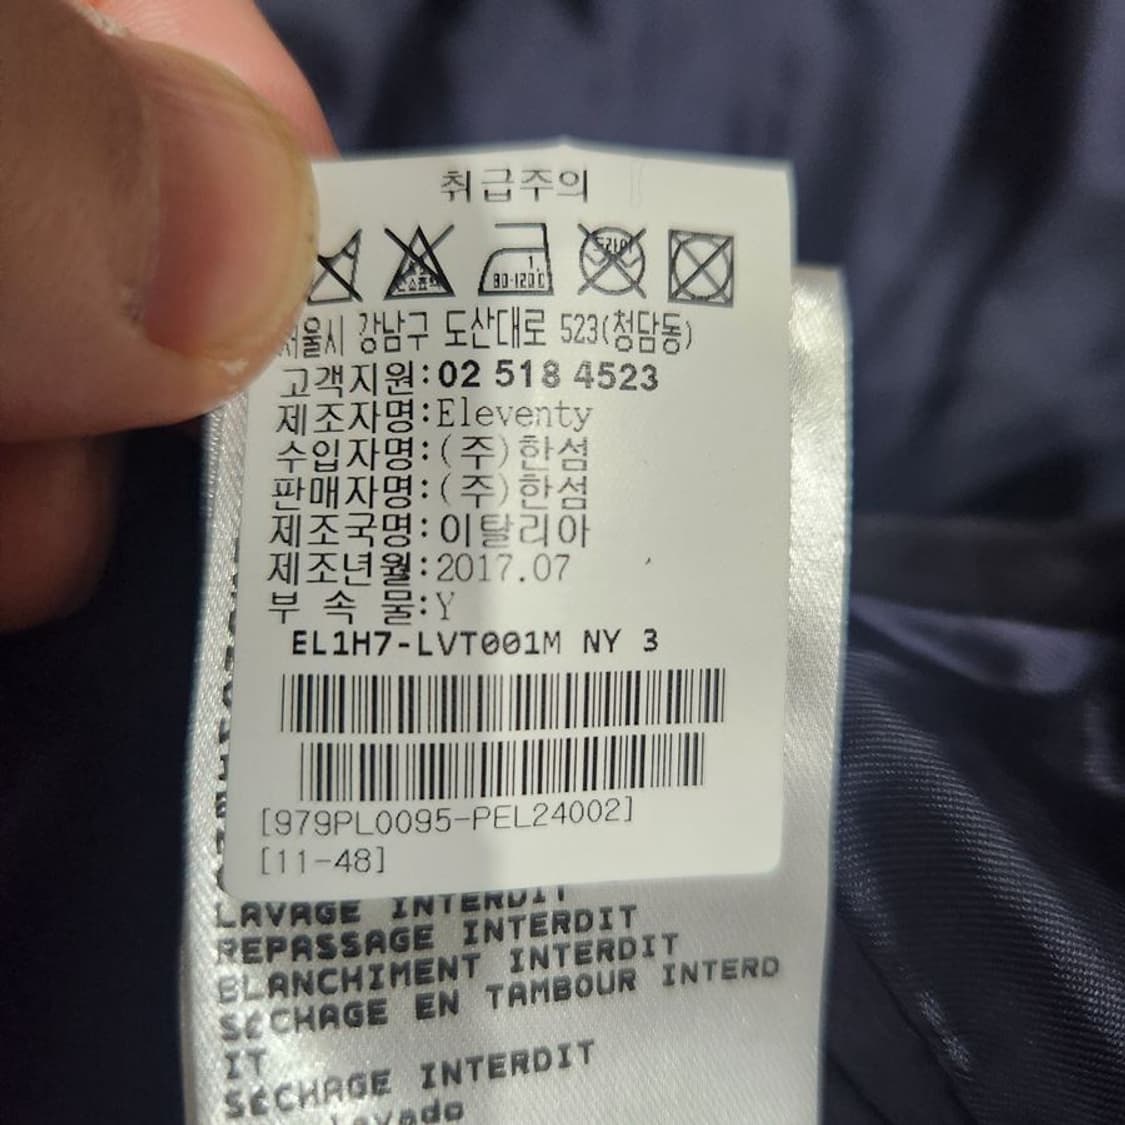 취급주의
80-120℃
서울시 강남구 도산대로 523(청담동)
고객지원:02 518 4523
제조자명:Eleventy
수입자명:(주)한섬
판매자명:(주)한섬
제조국명:이탈리아
제조년월:2017.07
부 속 물:Y
EL1H7-LVT001M NY 3
[979PL0095-PEL24002]
[11-48]
LAVAGE INTERDIT
REPASSAGE INTERDIT
BLANCHIMENT INTERDIT
SéCHAGE EN TAMBOUR INTERD
IT
SéCHAGE INTERDIT